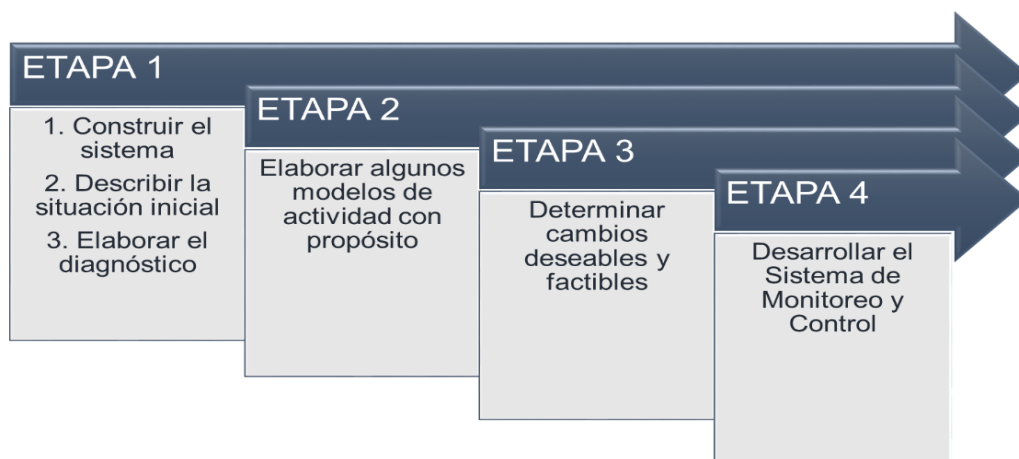 ETAPA 1
1. Construir el
sistema
2. Describir la
situación inicial
3. Elaborar el
diagnóstico
ETAPA 2
Elaborar algunos
modelos de
actividad con
propósito
ETAPA 3
Determinar
cambios
deseables y
factibles
ETAPA 4
Desarrollar el
Sistema de
Monitoreo y
Control